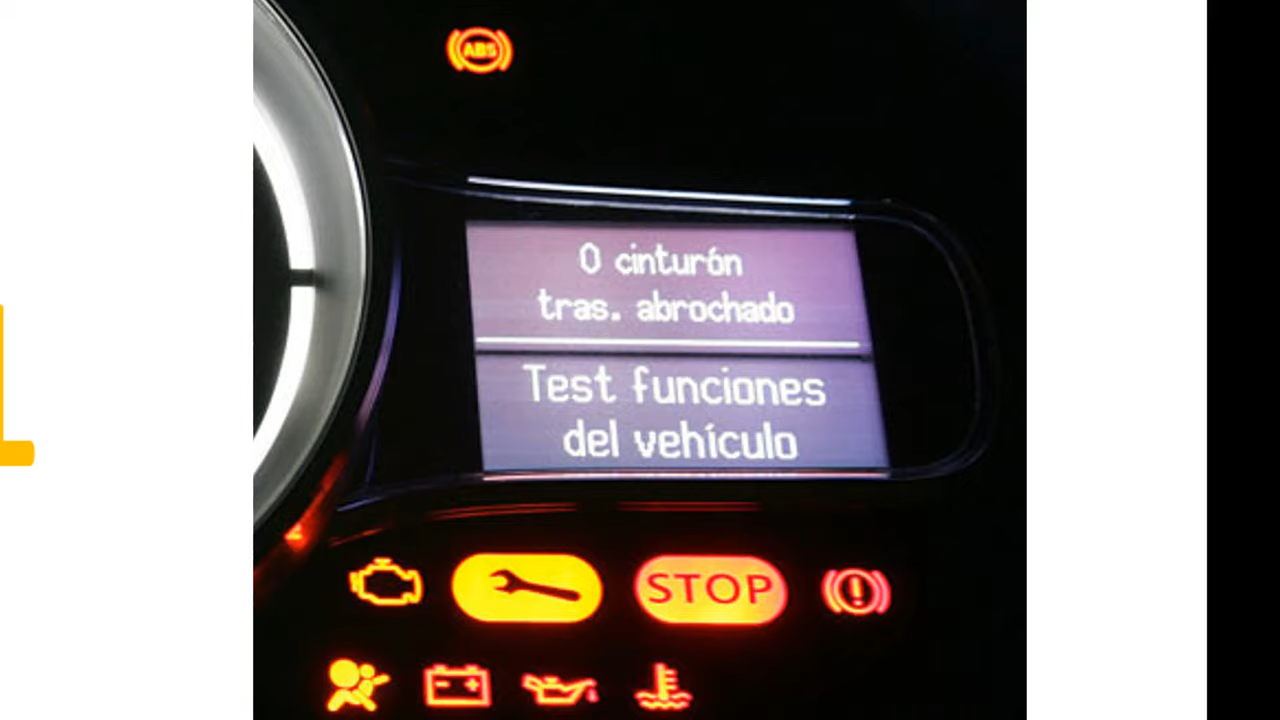 ABS
0 cinturón
tras. abrochado
Test funciones
del vehículo
STOP